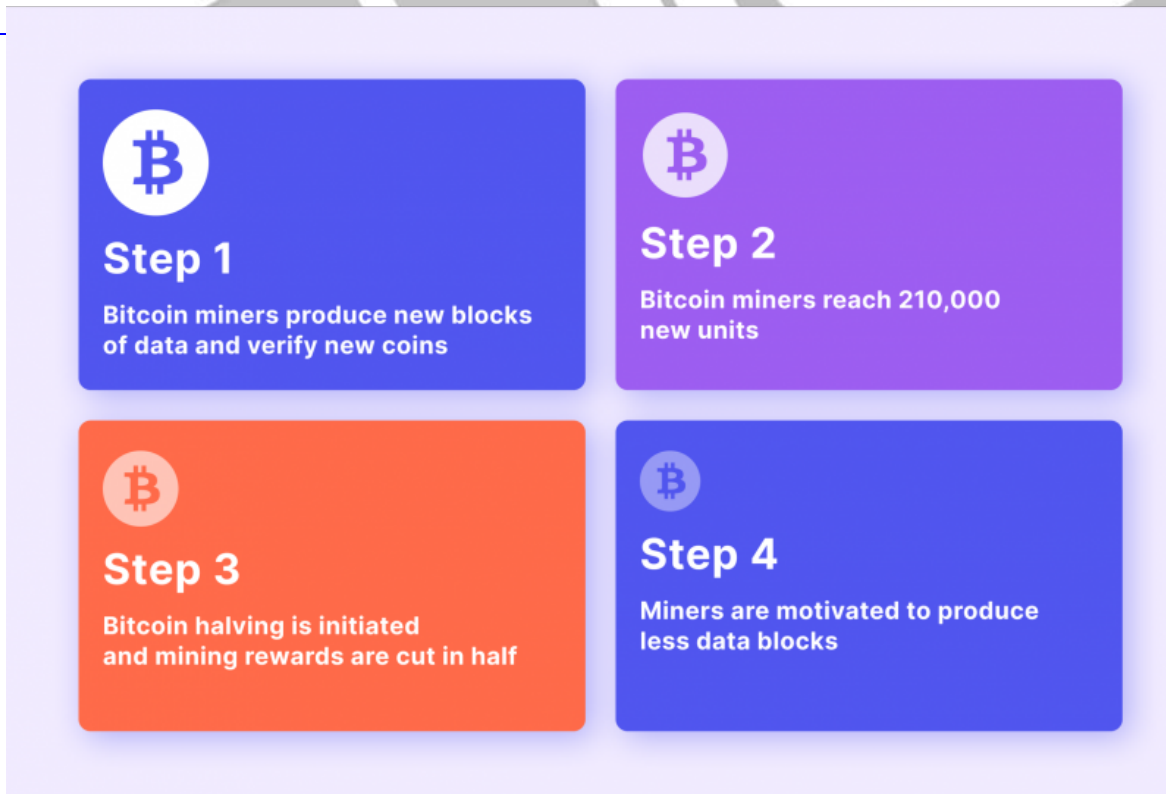 Step 1
Bitcoin miners produce new blocks
of data and verify new coins
Step 2
Bitcoin miners reach 210,000
new units
Step 3
Bitcoin halving is initiated
and mining rewards are cut in half
Step 4
Miners are motivated to produce
less data blocks